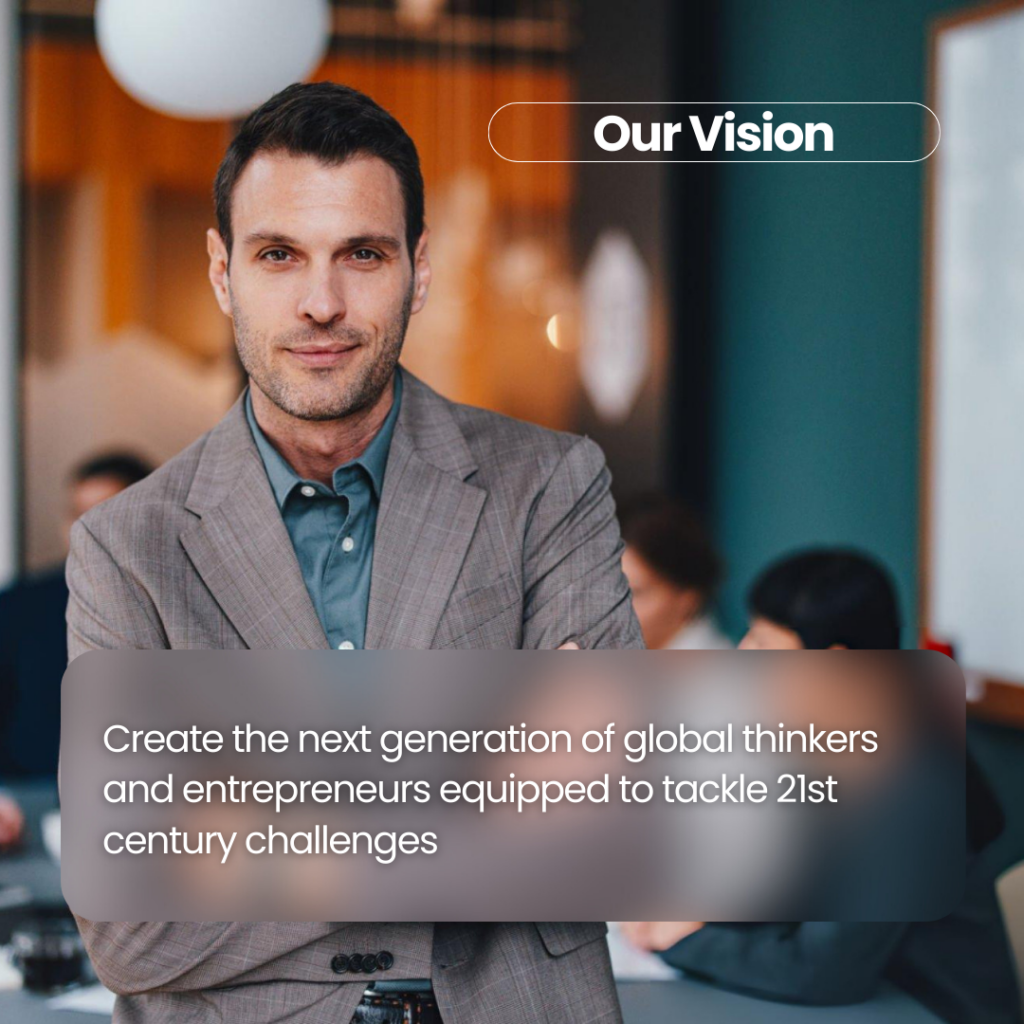 Our Vision
Create the next generation of global thinkers
and entrepreneurs equipped to tackle 21st
century challenges